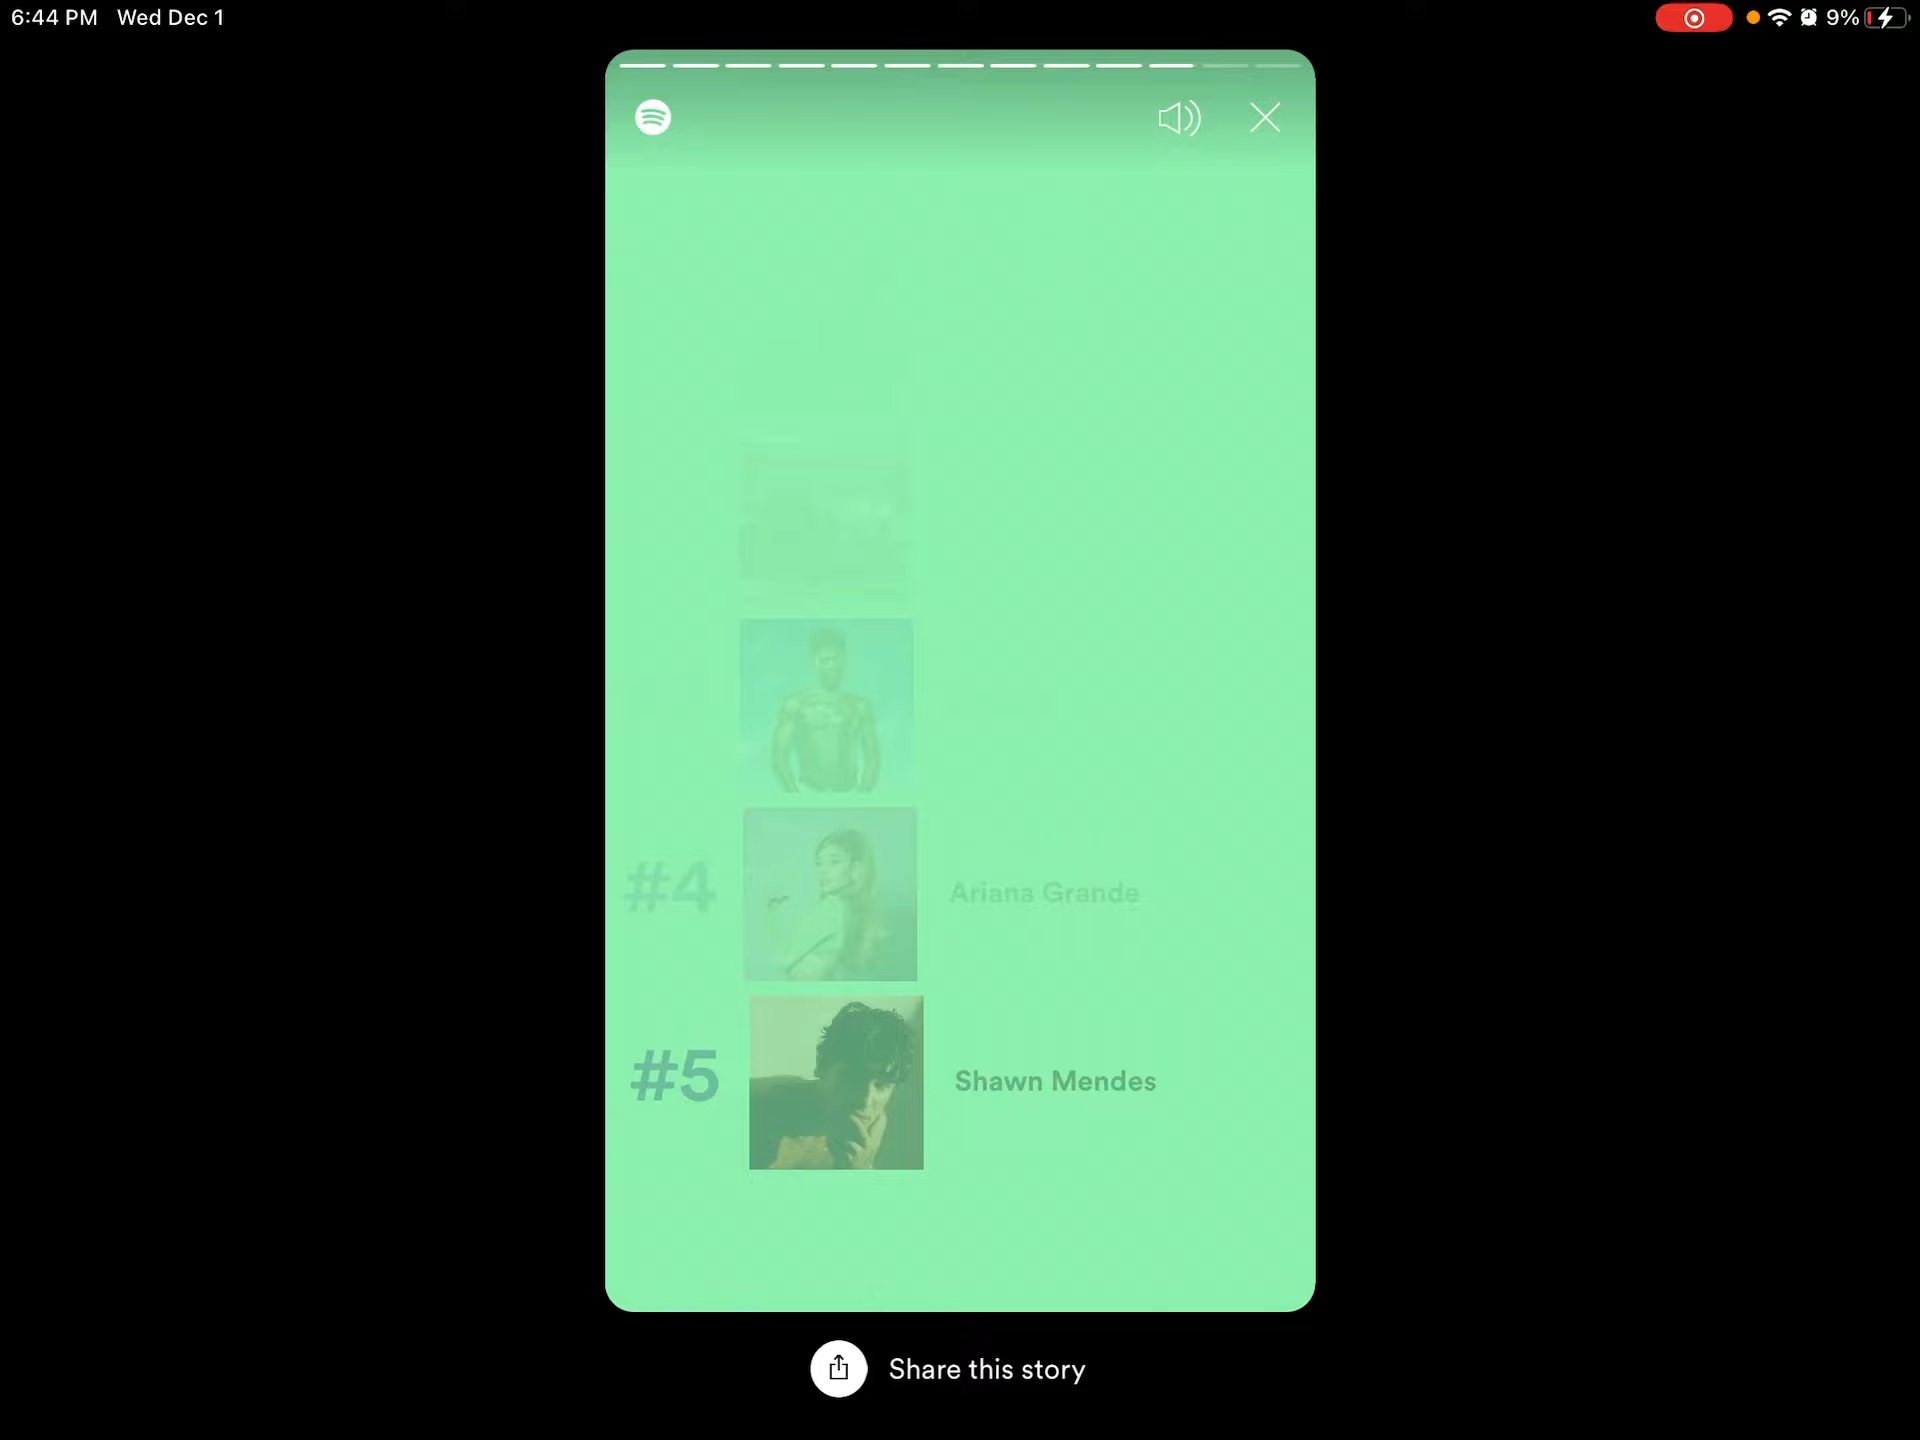 6:44 PM Wed Dec 1
9%
#4 Ariana Grande
#5 Shawn Mendes
Share this story